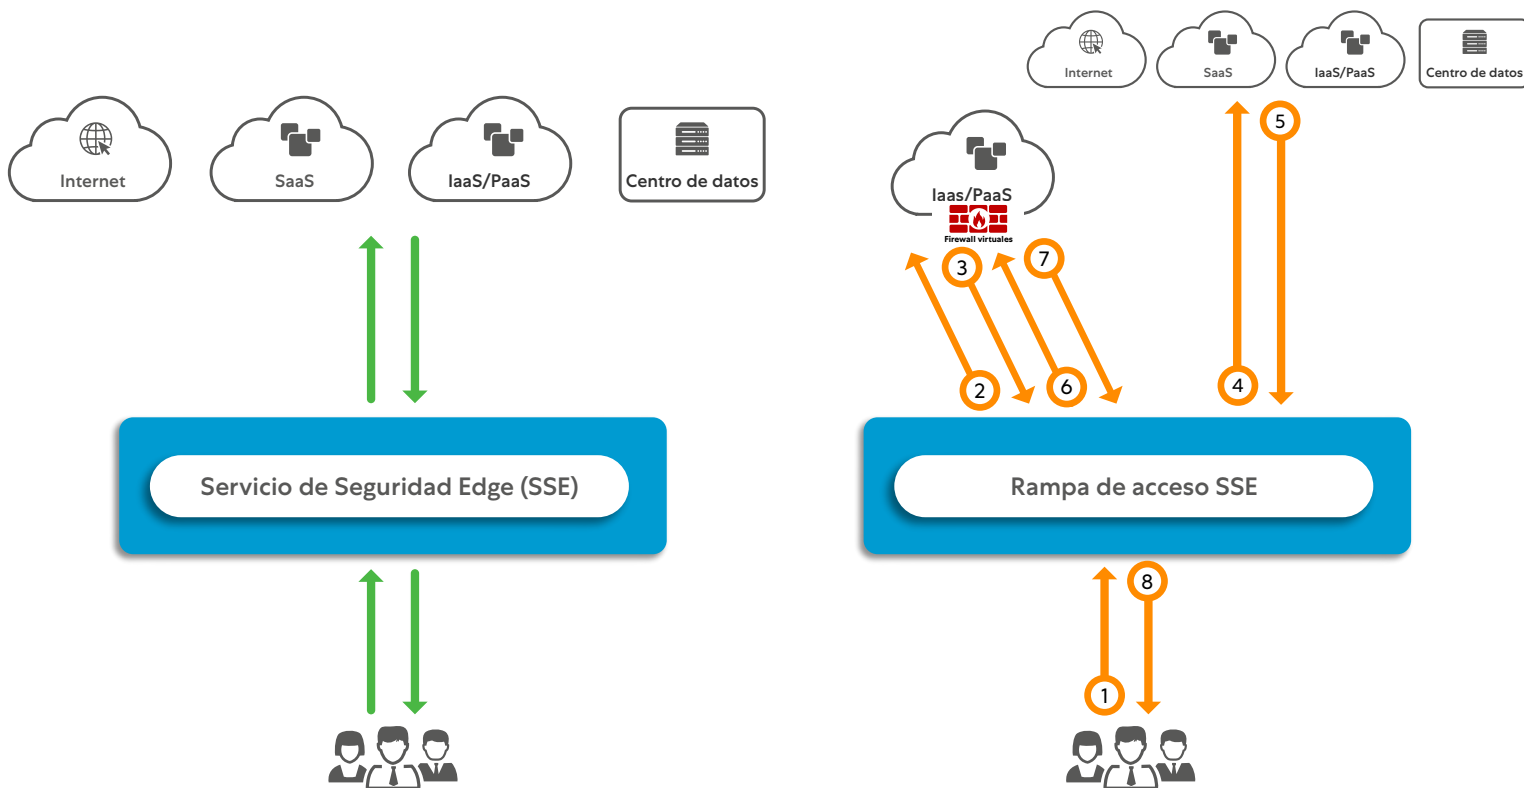 Internet
SaaS
IaaS/PaaS
Centro de datos
Servicio de Seguridad Edge (SSE)
Internet
SaaS
IaaS/PaaS
Centro de datos
Iaas/PaaS
Firewall virtuales
5
3
7
2
6
4
Rampa de acceso SSE
8
1